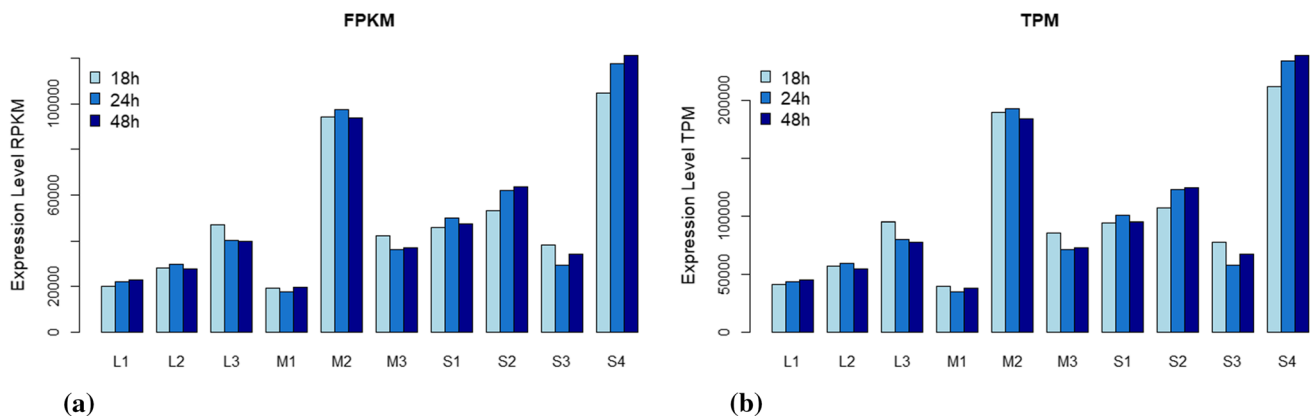 FPKM
Expression Level RPKM
0
20000
60000
100000
18h
24h
48h
L1 L2 L3 M1 M2 M3 S1 S2 S3 S4
(a)
TPM
Expression Level TPM
0
50000
100000
200000
18h
24h
48h
L1 L2 L3 M1 M2 M3 S1 S2 S3 S4
(b)